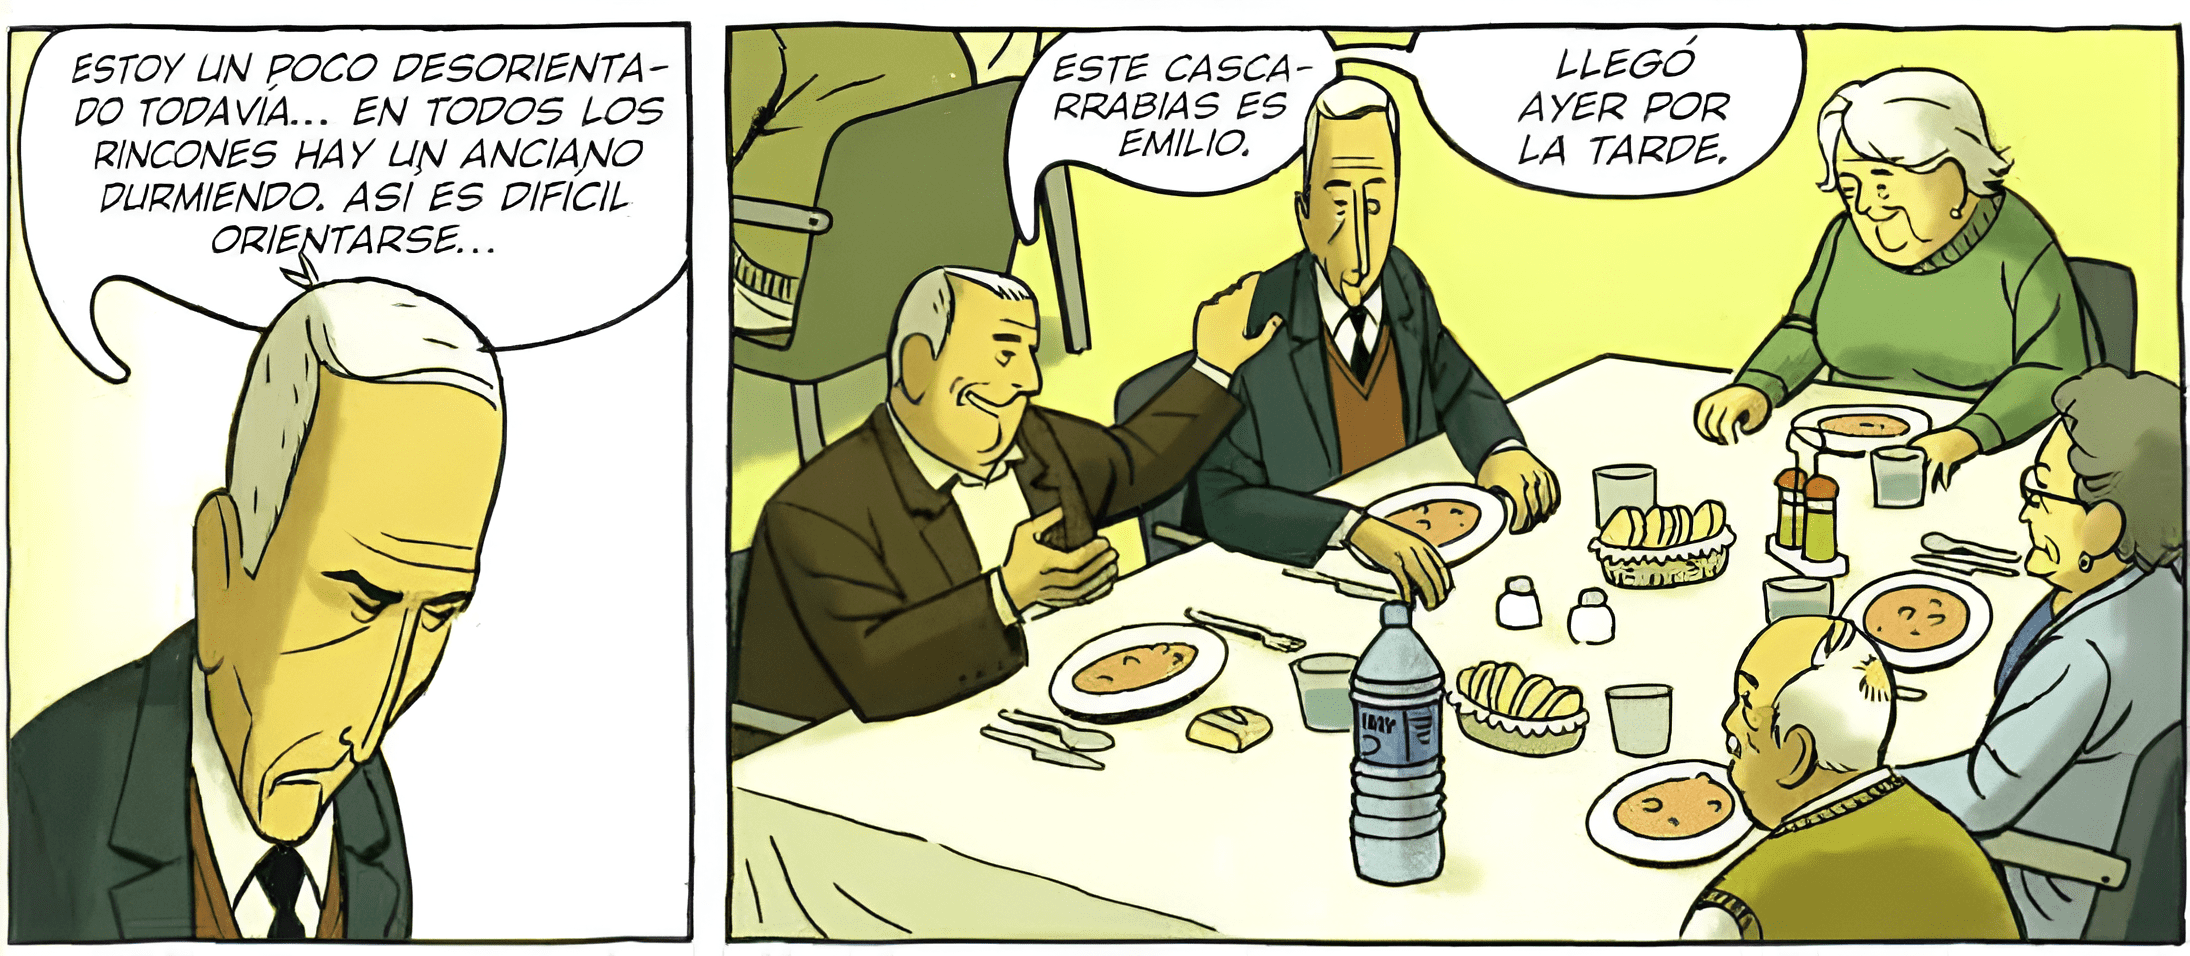 ESTOY UN POCO DESORIENTA-
DO TODAVÍA... EN TODOS LOS
RINCONES HAY UN ANCIANO
DURMIENDO. ASÍ ES DIFÍCIL
ORIENTARSE...
ESTE CASCA-
RRABIAS ES
EMILIO.
LLEGÓ
AYER POR
LA TARDE.